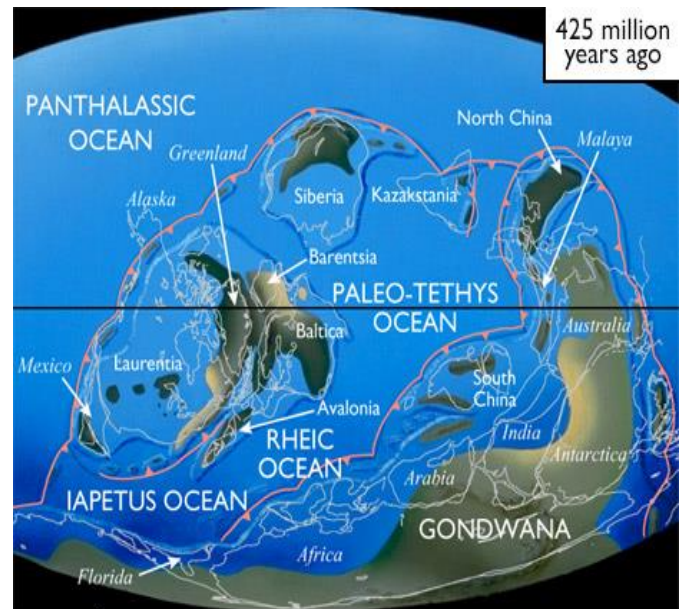 425 million
years ago
PANTHALASSIC
OCEAN
Greenland
North China
Malaya
Alaska
Siberia
Kazakstania
Barentsia
PALEO-TETHYS
OCEAN
Baltica
Australia
Mexico
Laurentia
South
China
Avalonia
India
RHEIC
OCEAN
Antarctica
Arabia
IAPETUS OCEAN
GONDWANA
Africa
Florida